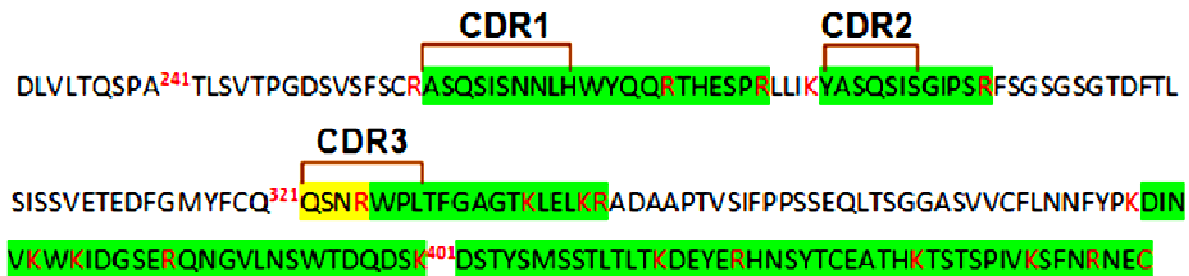 CDR1 CDR2
DLVLTQSPA241TLSVTPGDSVSFSCRASQSISNNLHWYQQRTHESPRLLIKYASQSISGIPSRFSGSGSGTDFTL
CDR3
SISSVETEDFGMYFCQ321QSNRWPLTFGAGTKLELKRADAAPTVSIFPPSSEQLTSGGASVVCFLNNFYPKDIN
VKWKIDGSERQNGVLNSWTDQDSK401DSTYSMSSTLTLTKDEYERHNSYTCEATHKTSTSPIVKSFNRNEC